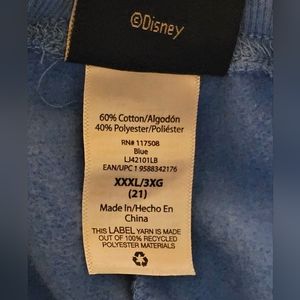 ©Disney
60% Cotton/Algodón
40% Polyester/Poliéster
RN# 117508
Blue
LJ42101LB
EAN/UPC 1 9588342176
XXXL/3XG
(21)
Made In/Hecho En
China
THIS LABEL YARN IS MADE
OUT OF 100% RECYCLED
POLYESTER MATERIALS